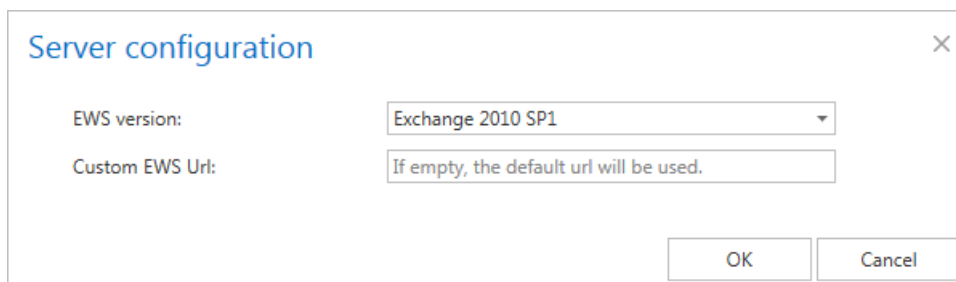 Server configuration
EWS version:
Exchange 2010 SP1
Custom EWS Url:
If empty, the default url will be used.
OK
Cancel